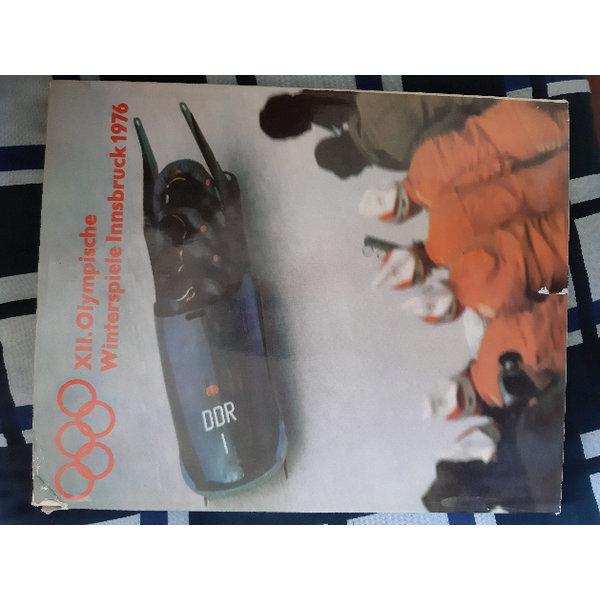 XII. Olympische
Winterspiele Innsbruck 1976
DDR
I